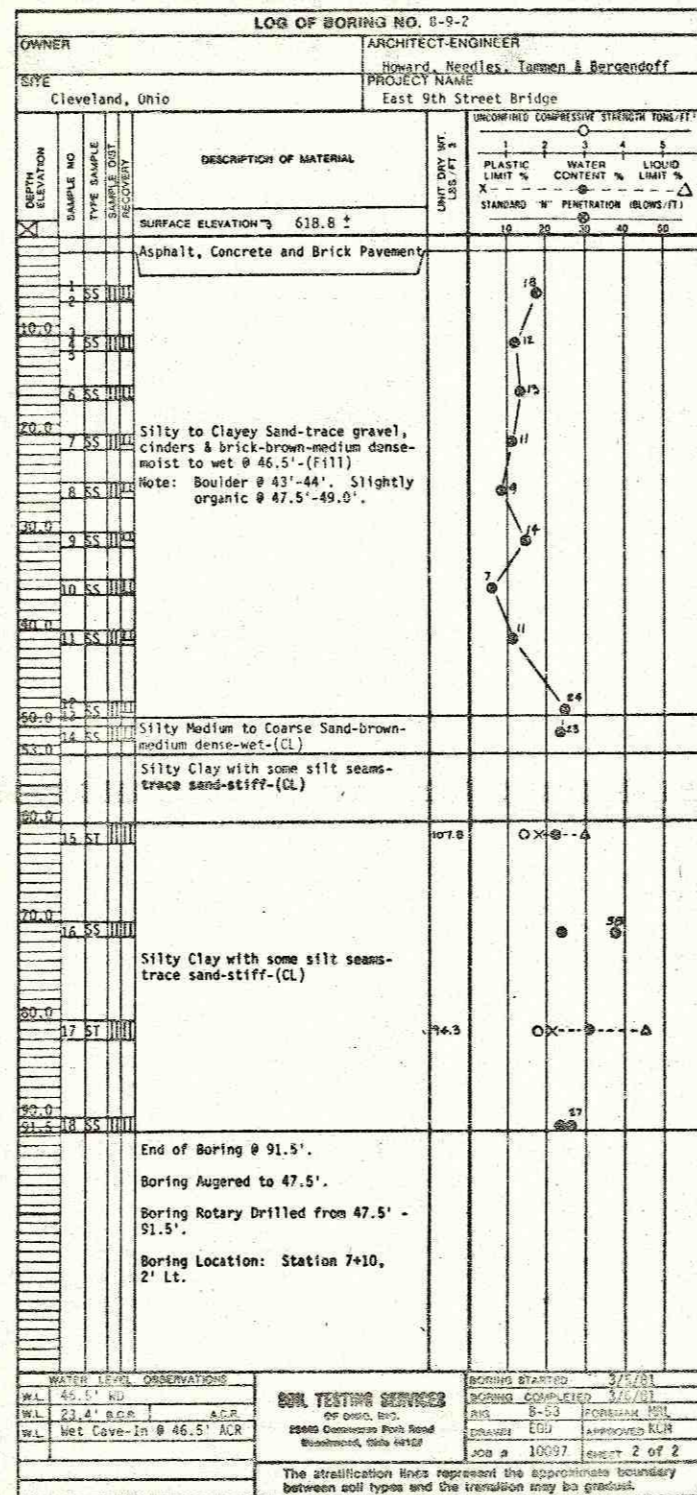 LOG OF BORING NO. 8-9-2
OWNER
ARCHITECT-ENGINEER
Howard, Needles, Tammen & Bergendoff
SITE
Cleveland, Ohio
PROJECT NAME
East 9th Street Bridge
DEPTH
ELEVATION
SAMPLE NO
TYPE SAMPLE
SAMPLE DIST
RECOVERY
DESCRIPTION OF MATERIAL
SURFACE ELEVATION 618.8 ±
UNIT DRY WT.
LBS/FT 3
UNCONFINED COMPRESSIVE STRENGTH TONS/FT.²
1 2 3 4 5
PLASTIC LIMIT %
WATER CONTENT %
LIQUID LIMIT %
STANDARD "N" PENETRATION (BLOWS/FT)
10 20 30 40 50
Asphalt, Concrete and Brick Pavement
1
2 SS 18
10.0
3
4 SS 12
5
6 SS 13
20.0
7 SS 11
Silty to Clayey Sand-trace gravel,
cinders & brick-brown-medium dense-
moist to wet @ 46.5'-(Fill)
Note: Boulder @ 43'-44'. Slightly
organic @ 47.5'-49.0'.
8 SS 9
30.0
9 SS 14
10 SS 7
40.0
11 SS 11
12 SS 24
13
50.0
14 SS 23
Silty Medium to Coarse Sand-brown-
medium dense-wet-(CL)
53.0
Silty Clay with some silt seams-
trace sand-stiff-(CL)
60.0
15 ST 107.8
70.0
16 SS 38
Silty Clay with some silt seams-
trace sand-stiff-(CL)
80.0
17 ST 94.3
90.0
91.5 18 SS 27
End of Boring @ 91.5'.
Boring Augered to 47.5'.
Boring Rotary Drilled from 47.5' -
91.5'.
Boring Location: Station 7+10,
2' Lt.
WATER LEVEL OBSERVATIONS
W.L. 46.5' WD
W.L. 23.4' B.C.R. A.C.R.
W.L. Wet Cave-In @ 46.5' ACR
SOIL TESTING SERVICES
OF OHIO, INC.
BORING STARTED 3/5/81
BORING COMPLETED 3/6/81
RIG B-53 FOREMAN
DRAWN EGD APPROVED KCH
JOB # 10097 SHEET 2 of 2
The stratification lines represent the approximate boundary
between soil types and the transition may be gradual.